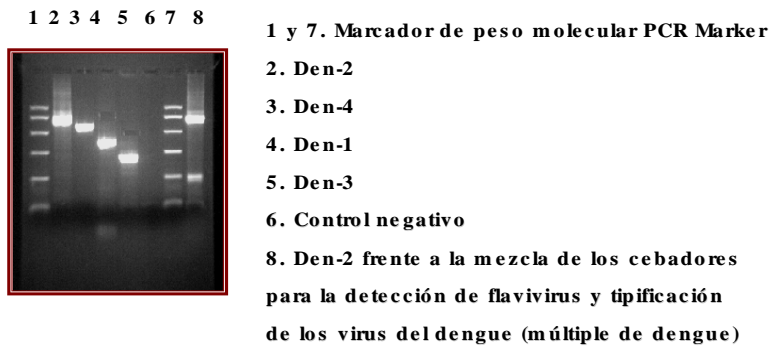 1 2 3 4 5 6 7 8
1 y 7. Marcador de peso molecular PCR Marker
2. Den-2
3. Den-4
4. Den-1
5. Den-3
6. Control negativo
8. Den-2 frente a la mezcla de los cebadores
para la detección de flavivirus y tipificación
de los virus del dengue (múltiple de dengue)